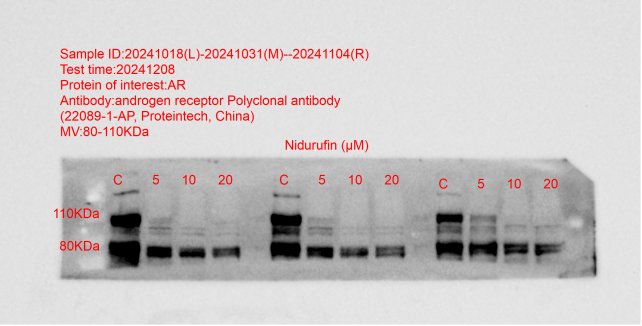 Sample ID:20241018(L)-20241031(M)--20241104(R)
Test time:20241208
Protein of interest:AR
Antibody:androgen receptor Polyclonal antibody
(22089-1-AP, Proteintech, China)
MV:80-110KDa
Nidurufin (μM)
C 5 10 20 C 5 10 20 C 5 10 20
110KDa
80KDa